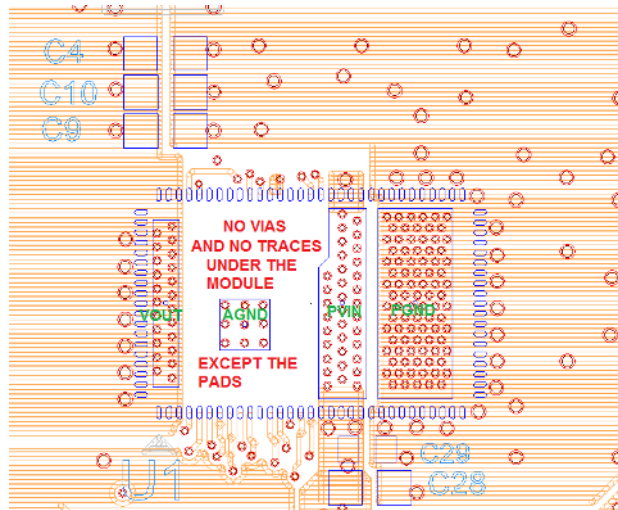 C4
C10
C9
NO VIAS
AND NO TRACES
UNDER THE
MODULE
VOUT AGND PVIN PGND
EXCEPT THE
PADS
C29
U1 C28